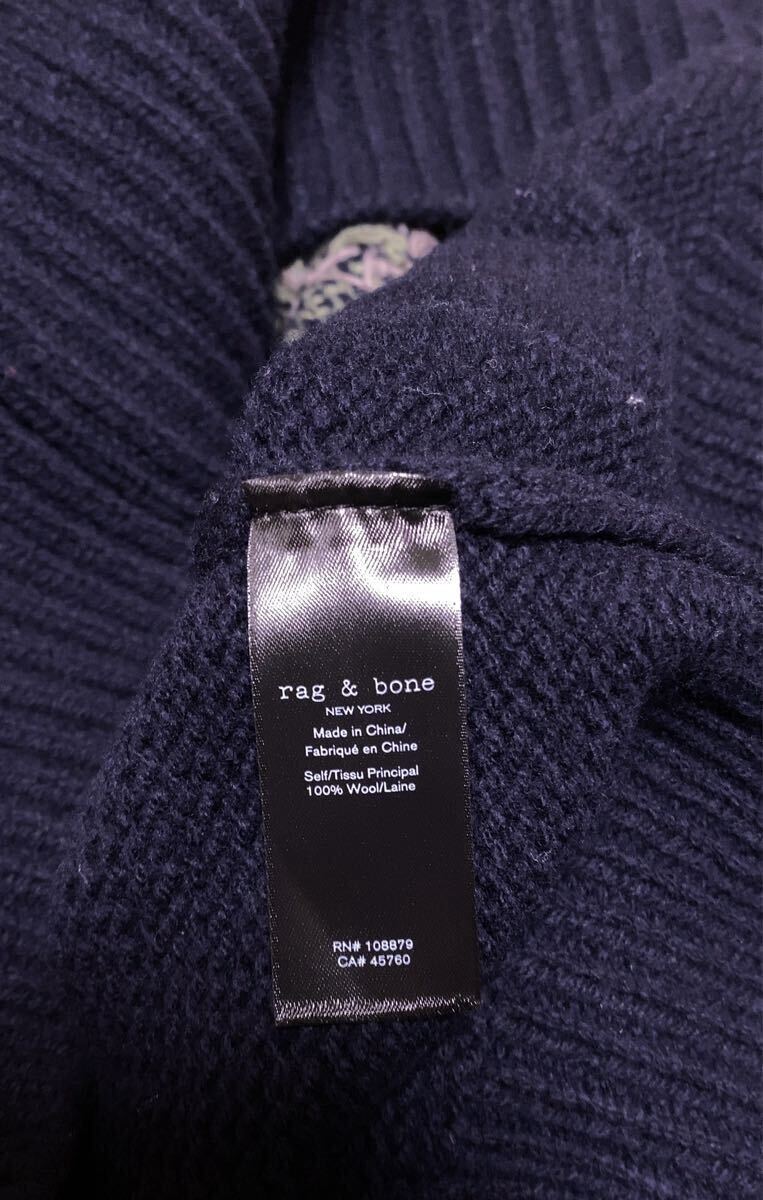 rag & bone
NEW YORK
Made in China/
Fabriqué en Chine
Self/Tissu Principal
100% Wool/Laine
RN# 108879
CA# 45760